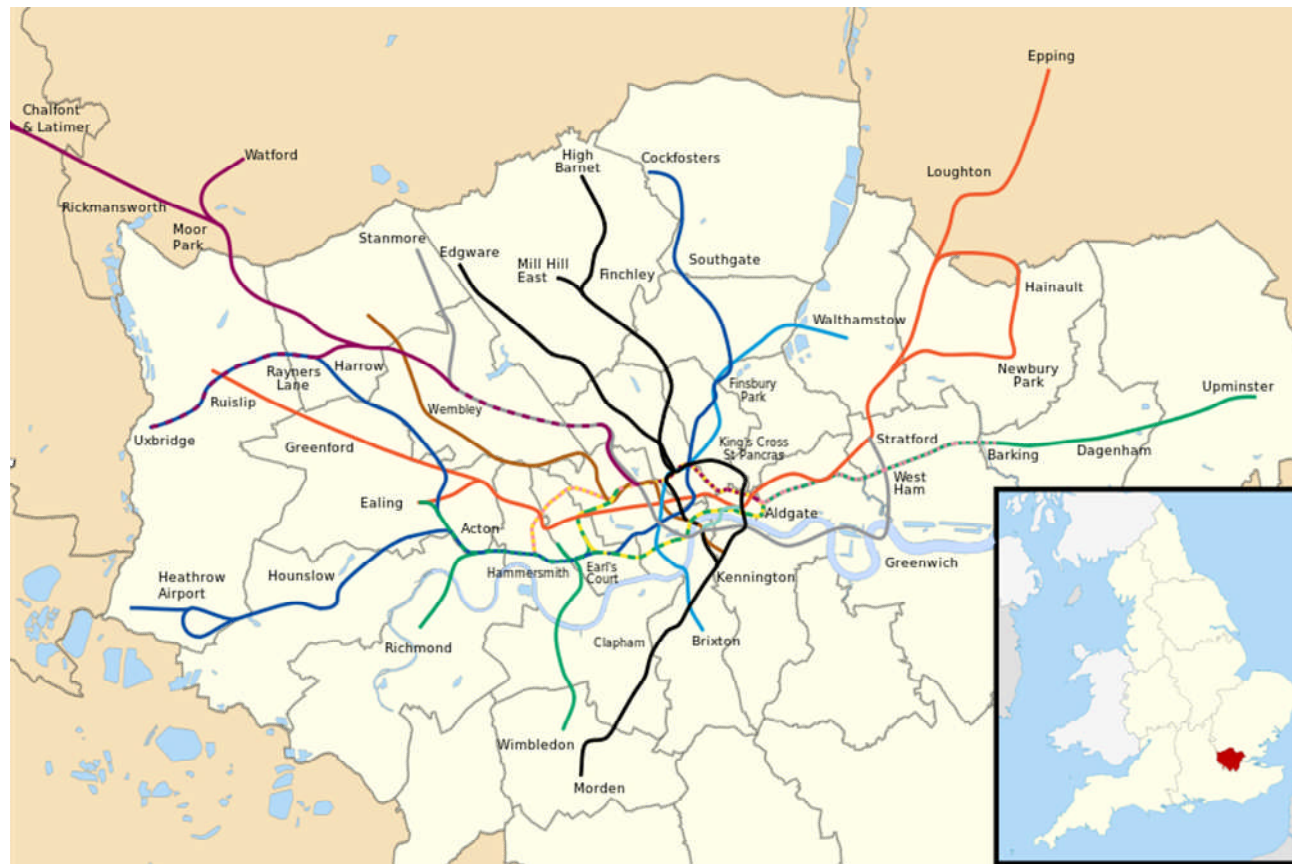 Epping
Chalfont
& Latimer
Watford
High
Barnet
Cockfosters
Loughton
Rickmansworth
Moor
Park
Stanmore
Edgware
Mill Hill
East
Finchley
Southgate
Hainault
Walthamstow
Harrow
Rayners
Lane
Newbury
Park
Finsbury
Park
Upminster
Ruislip
Wembley
Uxbridge
Greenford
King's Cross
St Pancras
Stratford
Barking
Dagenham
West
Ham
Ealing
Acton
Aldgate
Heathrow
Airport
Hounslow
Hammersmith
Earl's
Court
Kennington
Greenwich
Richmond
Clapham
Brixton
Wimbledon
Morden